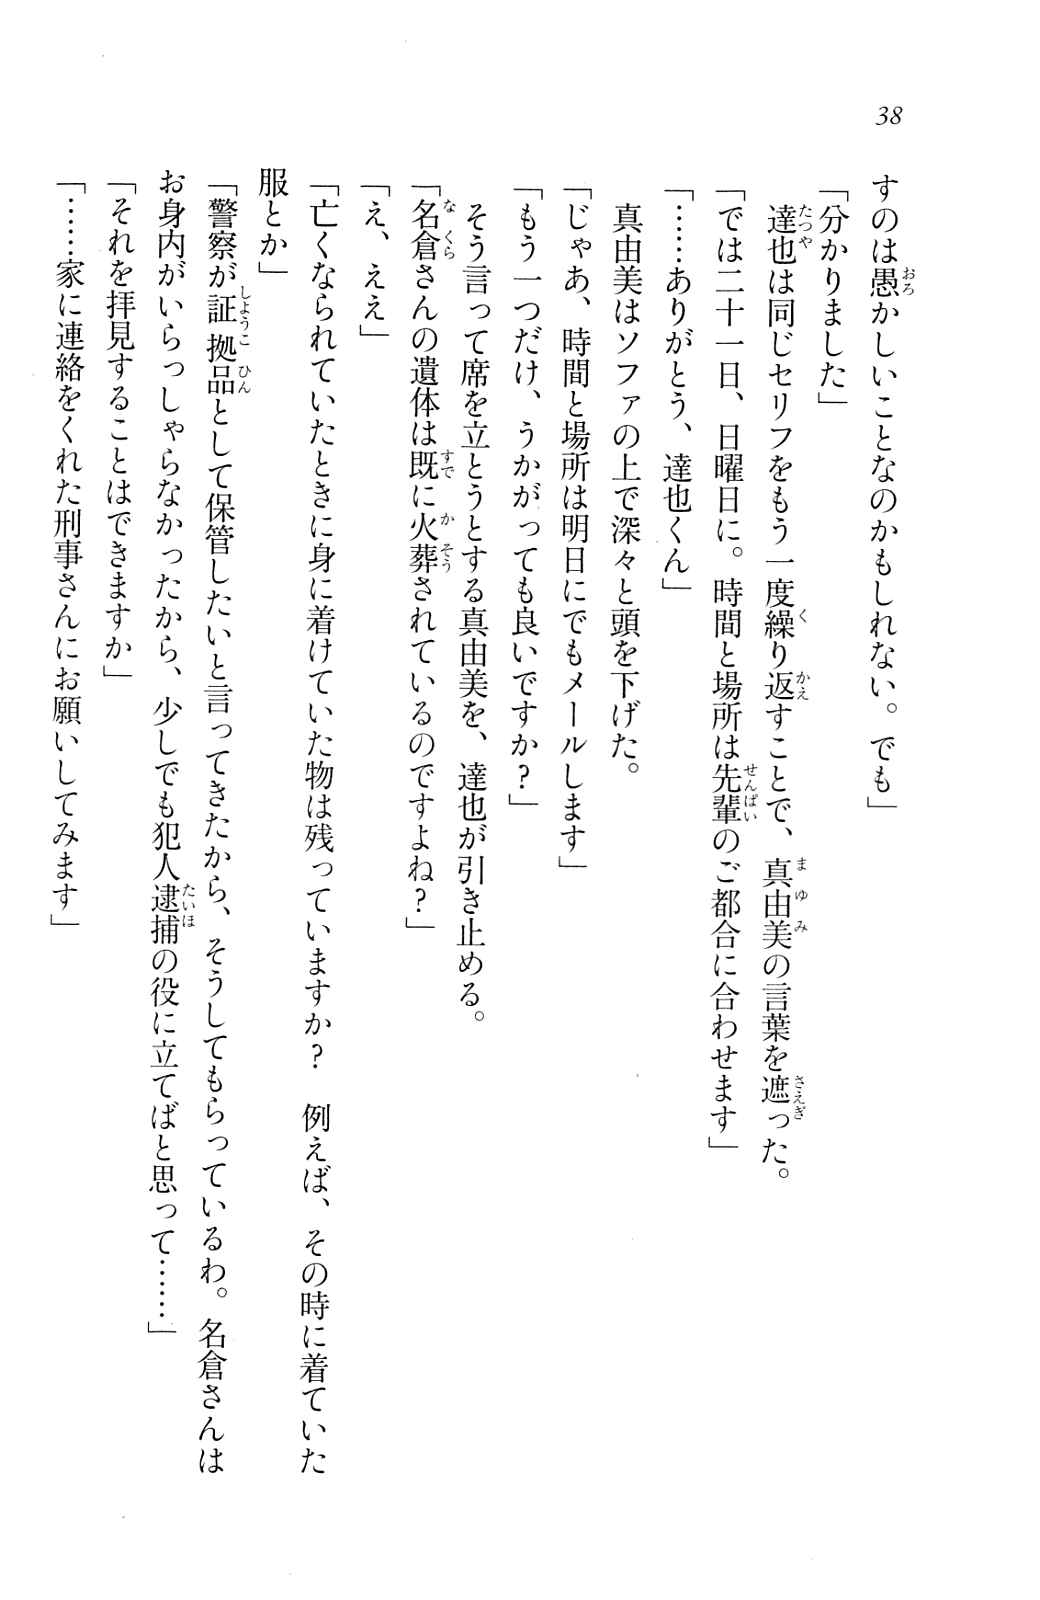 38
すのは愚かしいことなのかもしれない。でも」
「分かりました」
　達也は同じセリフをもう一度繰り返すことで、真由美の言葉を遮った。
「では二十一日、日曜日に。時間と場所は先輩のご都合に合わせます」
「……ありがとう、達也くん」
　真由美はソファの上で深々と頭を下げた。
「じゃあ、時間と場所は明日にでもメールします」
「もう一つだけ、うかがっても良いですか？」
　そう言って席を立とうとする真由美を、達也が引き止める。
「名倉さんの遺体は既に火葬されているのですよね？」
「え、ええ」
「亡くなられていたときに身に着けていた物は残っていますか？　例えば、その時に着ていた
服とか」
「警察が証拠品として保管したいと言ってきたから、そうしてもらっているわ。名倉さんは
お身内がいらっしゃらなかったから、少しでも犯人逮捕の役に立てばと思って……」
「それを拝見することはできますか」
「……家に連絡をくれた刑事さんにお願いしてみます」